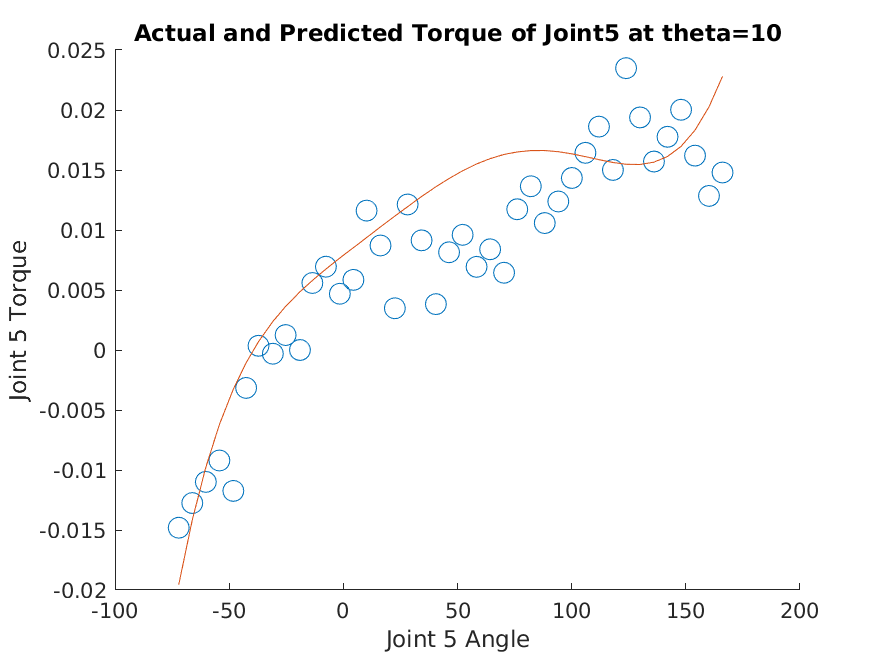 Actual and Predicted Torque of Joint5 at theta=10
0.025
0.02
0.015
0.01
0.005
0
-0.005
-0.01
-0.015
-0.02
Joint 5 Torque
-100 -50 0 50 100 150 200
Joint 5 Angle